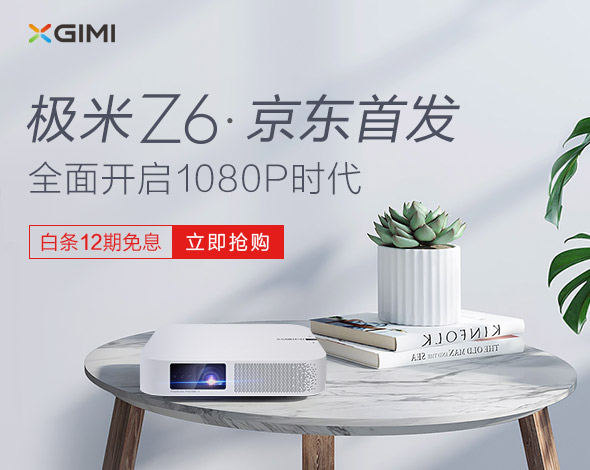 XGIMI
极米Z6·京东首发
全面开启1080P时代
白条12期免息 立即抢购
KINFOLK
THE OLD MAN AND THE SEA